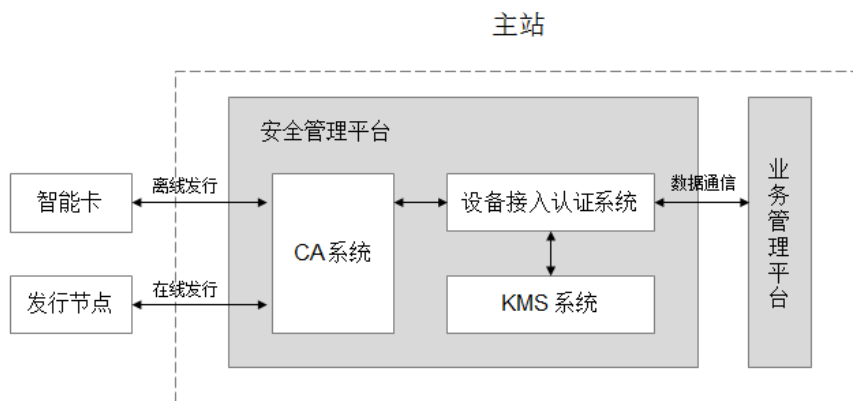 主站
安全管理平台
智能卡
离线发行
CA系统
设备接入认证系统
数据通信
业务管理平台
发行节点
在线发行
KMS 系统